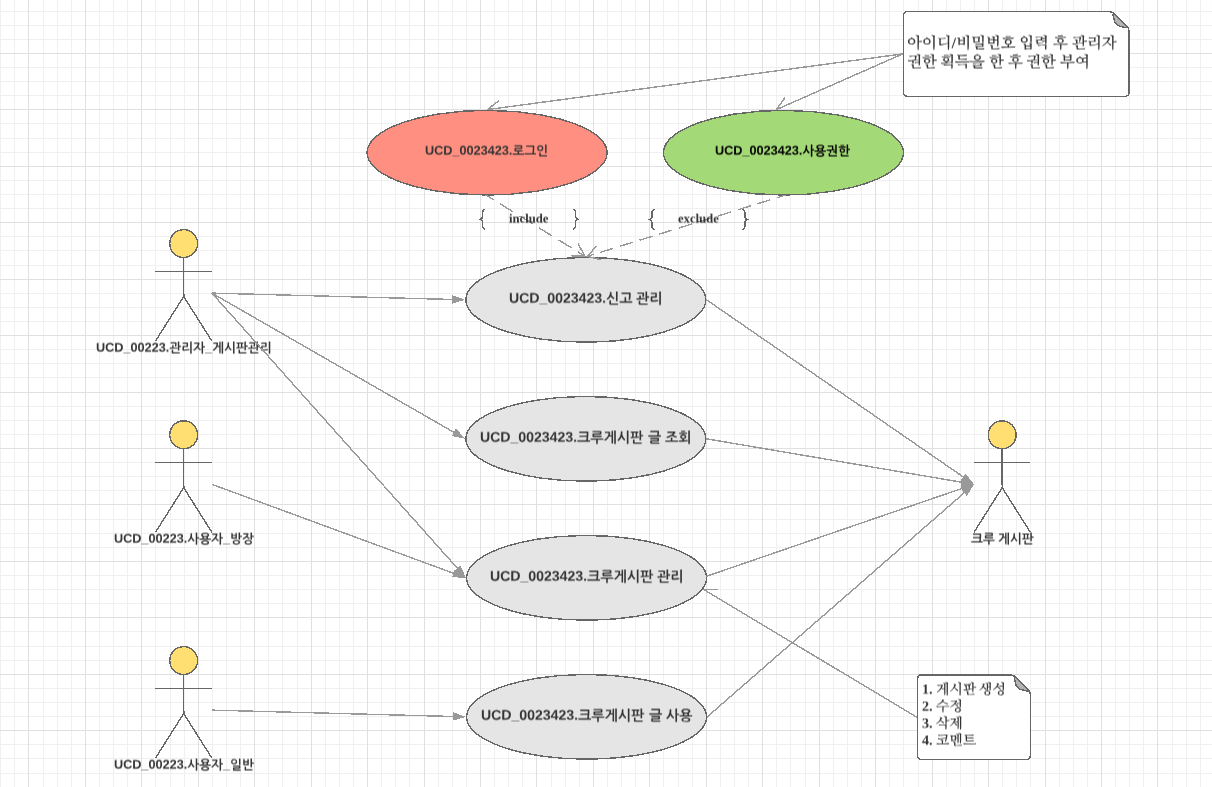 아이디/비밀번호 입력 후 관리자
권한 획득을 한 후 권한 부여
UCD_0023423.로그인
UCD_0023423.사용권한
{ include }
{ exclude }
UCD_0023423.신고 관리
UCD_00223.관리자_게시판관리
UCD_0023423.크루게시판 글 조회
UCD_00223.사용자_방장
크루 게시판
UCD_0023423.크루게시판 관리
1. 게시판 생성
2. 수정
3. 삭제
4. 코멘트
UCD_0023423.크루게시판 글 사용
UCD_00223.사용자_일반